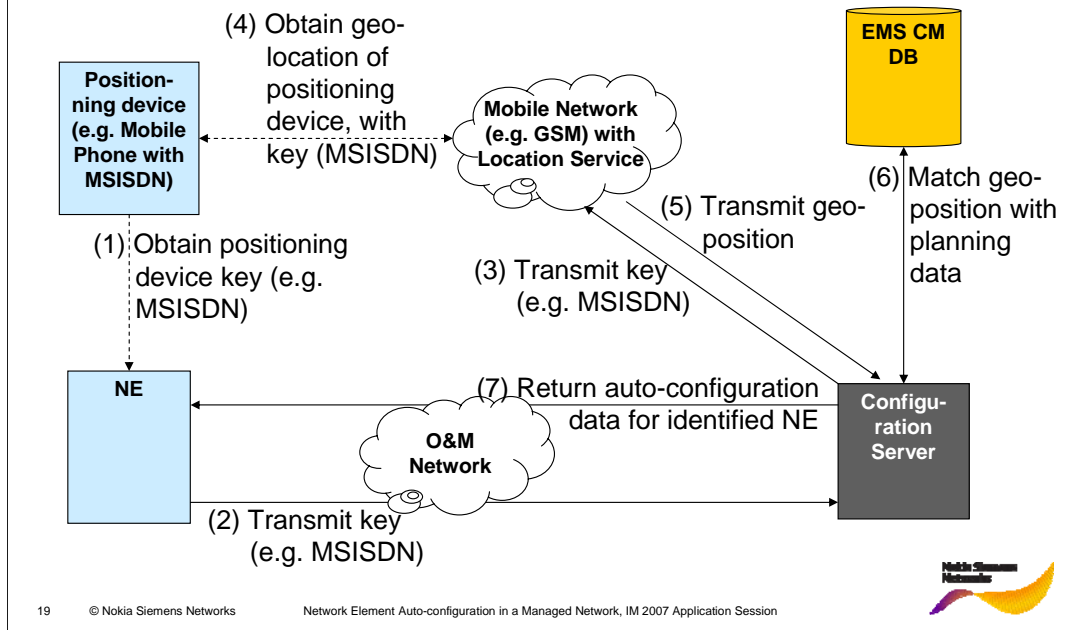 (4) Obtain geo-
location of
positioning
device, with
key (MSISDN)
EMS CM
DB
Position-
ning device
(e.g. Mobile
Phone with
MSISDN)
Mobile Network
(e.g. GSM) with
Location Service
(6) Match geo-
position with
planning
data
(5) Transmit geo-
position
(1) Obtain positioning
device key (e.g.
MSISDN)
(3) Transmit key
(e.g. MSISDN)
NE
(7) Return auto-configuration
data for identified NE
Configu-
ration
Server
O&M
Network
(2) Transmit key
(e.g. MSISDN)
Nokia Siemens
Networks
19 © Nokia Siemens Networks Network Element Auto-configuration in a Managed Network, IM 2007 Application Session